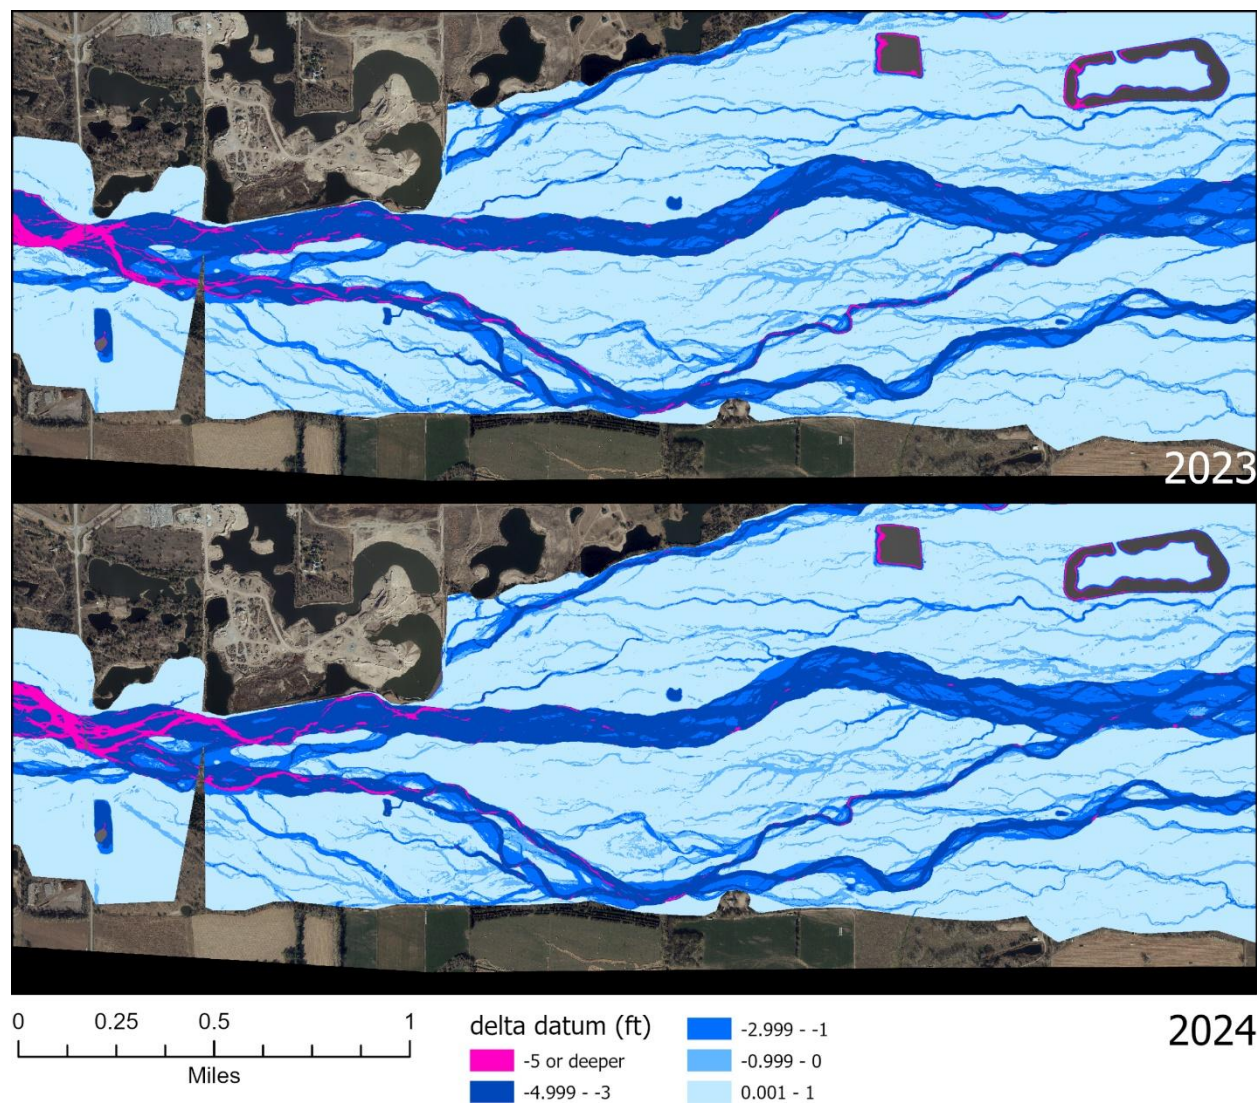 2023
0 0.25 0.5 1
Miles
delta datum (ft)
-5 or deeper
-4.999 - -3
-2.999 - -1
-0.999 - 0
0.001 - 1
2024